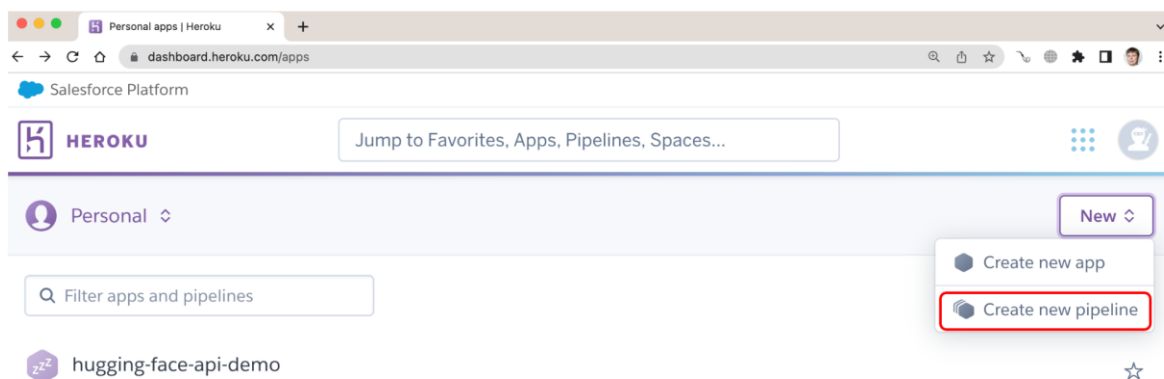 Personal apps | Heroku
dashboard.heroku.com/apps
Salesforce Platform
HEROKU
Jump to Favorites, Apps, Pipelines, Spaces...
Personal
New
Create new app
Filter apps and pipelines
Create new pipeline
zzz
hugging-face-api-demo